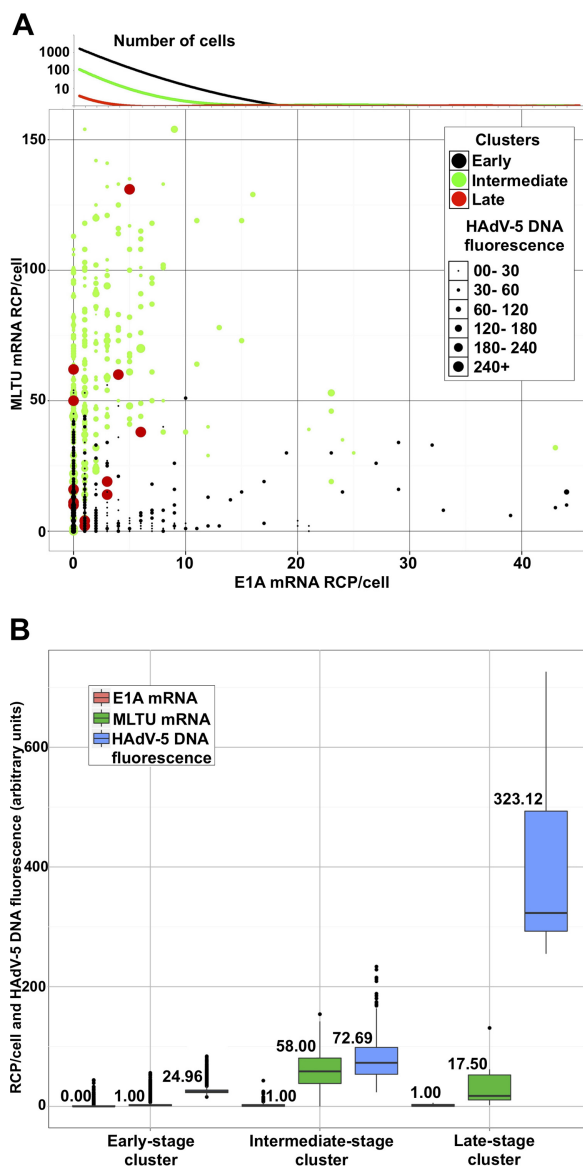 A
Number of cells
1000
100
10
150
100
50
0
MLTU mRNA RCP/cell
Clusters
Early
Intermediate
Late
HAdV-5 DNA
fluorescence
00- 30
30- 60
60- 120
120- 180
180- 240
240+
0 10 20 30 40
E1A mRNA RCP/cell
B
RCP/cell and HAdV-5 DNA fluorescence (arbitrary units)
E1A mRNA
MLTU mRNA
HAdV-5 DNA
fluorescence
600
400
200
0
323.12
58.00
72.69
17.50
24.96
0.00
1.00
1.00
1.00
Early-stage
cluster
Intermediate-stage
cluster
Late-stage
cluster